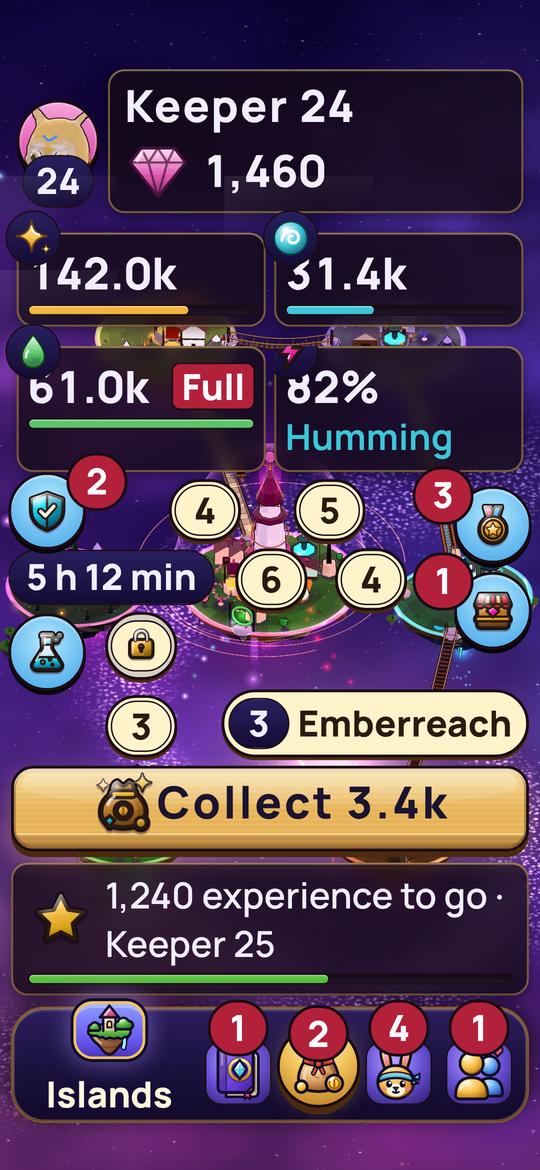 Keeper 24
1,460
24
142.0k
31.4k
61.0k
Full
82%
Humming
2
4
5
3
5 h 12 min
6
4
1
3
3
Emberreach
Collect 3.4k
1,240 experience to go ·
Keeper 25
Islands
1
2
4
1